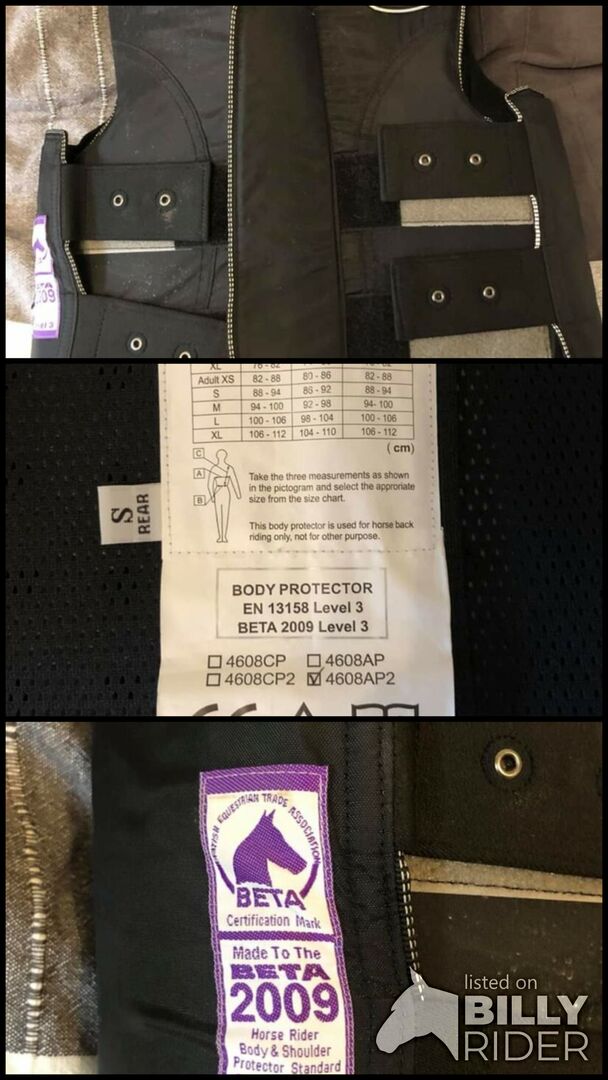 BETA
2009
XL 76 - 82 82 - 88
Adult XS 82 - 88 80 - 86 82 - 88
S 88 - 94 86 - 92 88 - 94
M 94 - 100 92 - 98 94- 100
L 100 - 106 98 - 104 100 - 106
XL 106 - 112 104 - 110 106 - 112
(cm)
C
A
B
Take the three measurements as shown
in the pictogram and select the approriate
size from the size chart.
This body protector is used for horse back
riding only, not for other purpose.
S
REAR
BODY PROTECTOR
EN 13158 Level 3
BETA 2009 Level 3
4608CP 4608AP
4608CP2 4608AP2
EQUESTRIAN TRADE ASSOCIATION
BETA
Certification Mark
Made To The
BETA
2009
Horse Rider
Body & Shoulder
Protector Standard
listed on
BILLY
RIDER